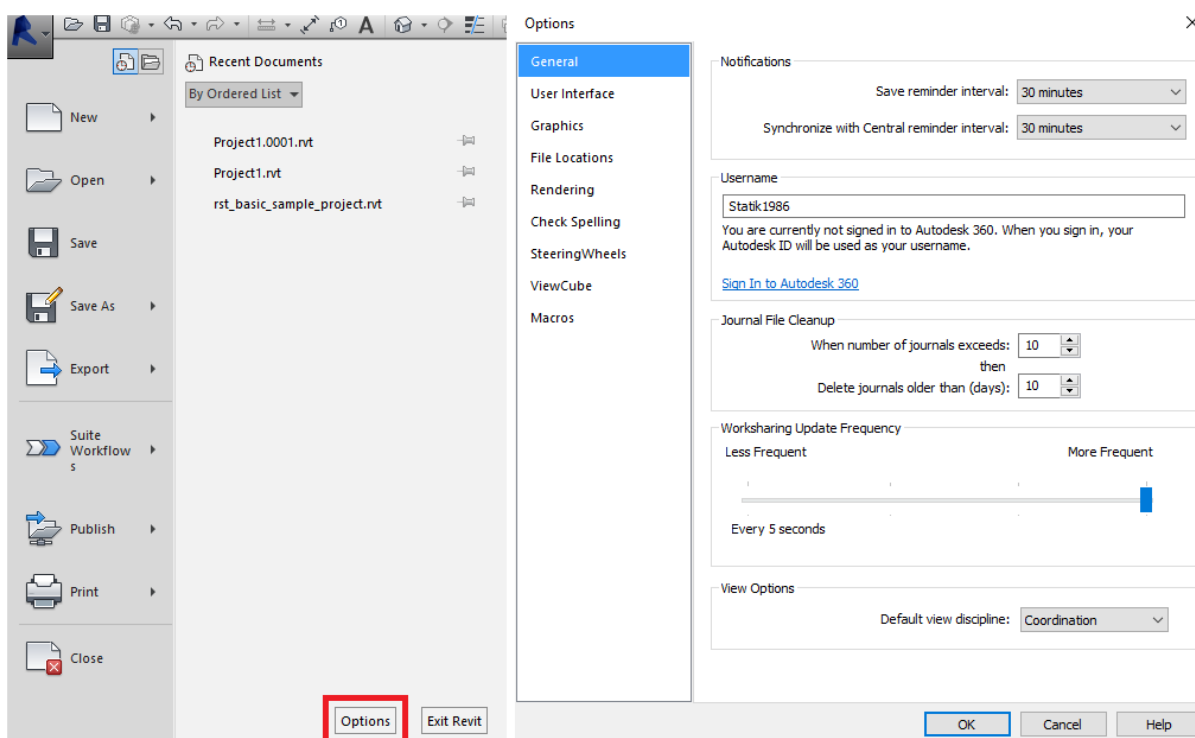 Recent Documents
By Ordered List
New
Open
Save
Save As
Export
Suite
Workflow
s
Publish
Print
Close
Project1.0001.rvt
Project1.rvt
rst_basic_sample_project.rvt
Options
Exit Revit
Options
General
User Interface
Graphics
File Locations
Rendering
Check Spelling
SteeringWheels
ViewCube
Macros
Notifications
Save reminder interval: 30 minutes
Synchronize with Central reminder interval: 30 minutes
Username
Statik1986
You are currently not signed in to Autodesk 360. When you sign in, your
Autodesk ID will be used as your username.
Sign In to Autodesk 360
Journal File Cleanup
When number of journals exceeds: 10
then
Delete journals older than (days): 10
Worksharing Update Frequency
Less Frequent More Frequent
Every 5 seconds
View Options
Default view discipline: Coordination
OK Cancel Help